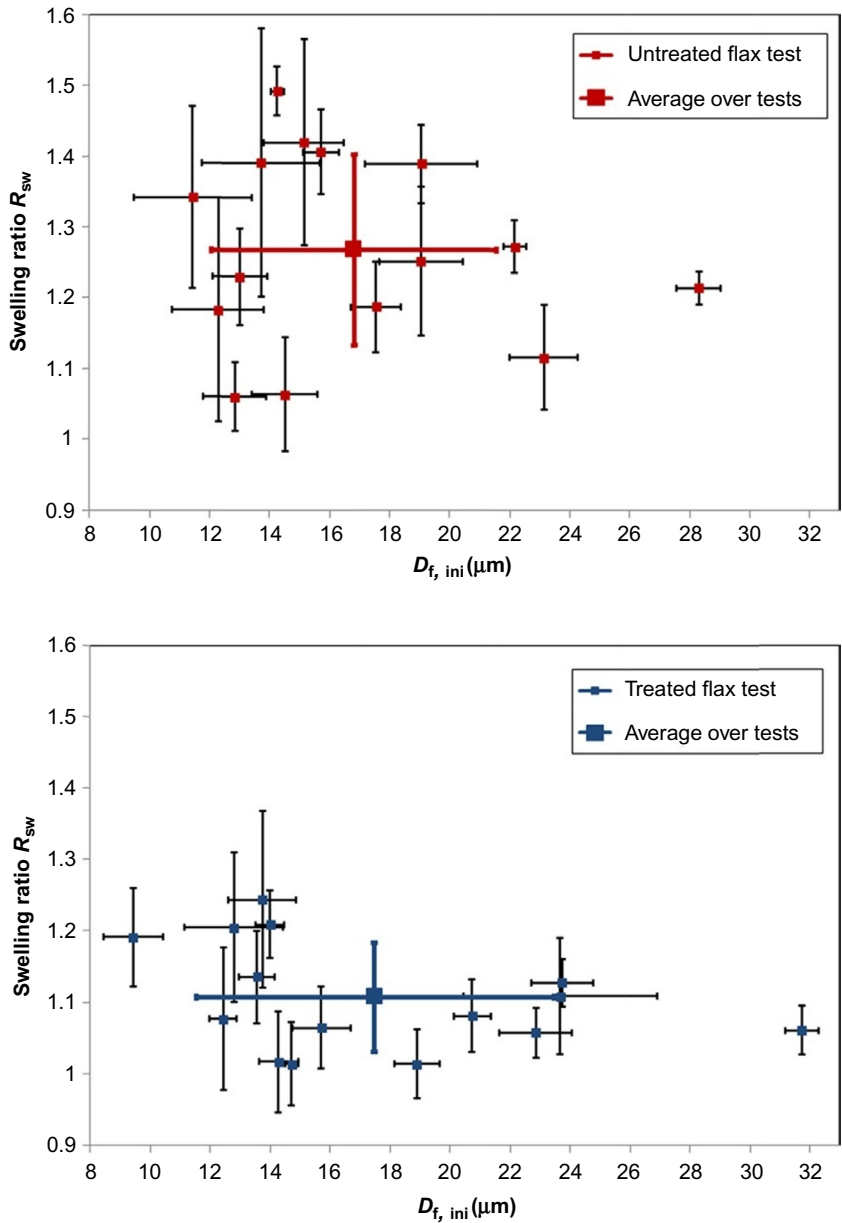 1.6
1.5
1.4
1.3
1.2
1.1
1
0.9
Swelling ratio Rsw
Untreated flax test
Average over tests
8 10 12 14 16 18 20 22 24 26 28 30 32
Df, ini (μm)
1.6
1.5
1.4
1.3
1.2
1.1
1
0.9
Swelling ratio Rsw
Treated flax test
Average over tests
8 10 12 14 16 18 20 22 24 26 28 30 32
Df, ini (μm)